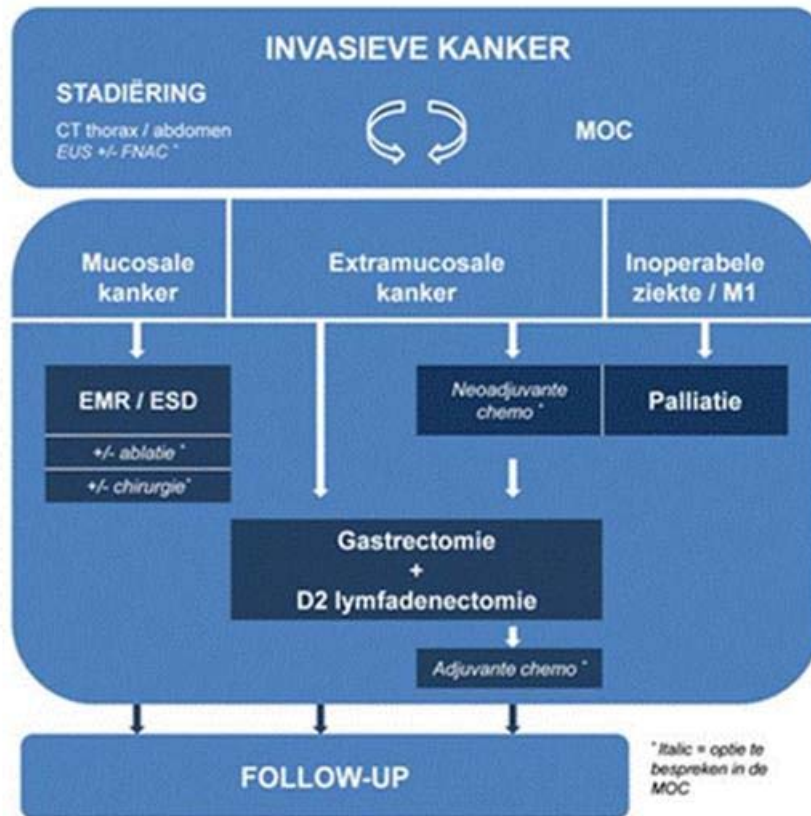 INVASIEVE KANKER
STADIËRING
CT thorax / abdomen
EUS +/- FNAC *
MOC
Mucosale
kanker
Extramucosale
kanker
Inoperabele
ziekte / M1
EMR / ESD
+/- ablatie *
+/- chirurgie*
Neoadjuvante
chemo *
Palliatie
Gastrectomie
+
D2 lymfadenectomie
Adjuvante chemo *
FOLLOW-UP
* Italic = optie te
bespreken in de
MOC